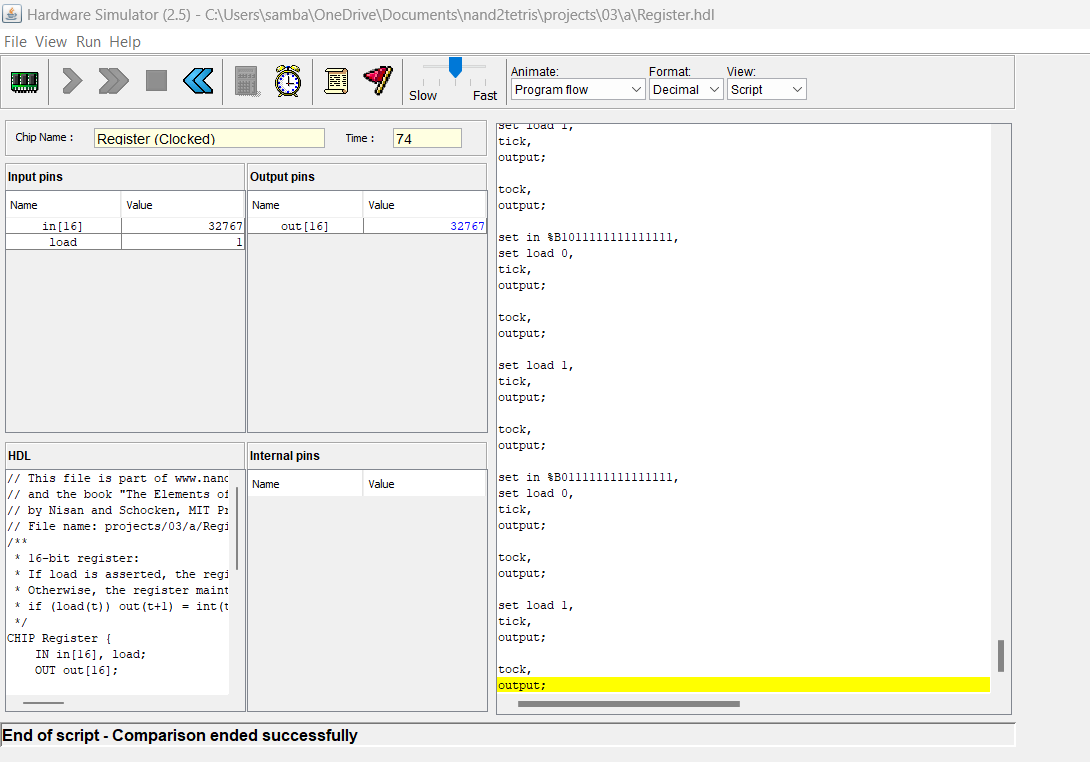 Hardware Simulator (2.5) - C:\Users\samba\OneDrive\Documents\nand2tetris\projects\03\a\Register.hdl
File View Run Help
Slow Fast
Animate: Format: View:
Program flow Decimal Script
Chip Name : Register (Clocked) Time : 74
Input pins
Name Value
in[16] 32767
load 1
Output pins
Name Value
out[16] 32767
HDL
// This file is part of www.nand
// and the book "The Elements of
// by Nisan and Schocken, MIT Pr
// File name: projects/03/a/Regi
/**
* 16-bit register:
* If load is asserted, the regi
* Otherwise, the register maint
* if (load(t)) out(t+1) = int(t
*/
CHIP Register {
IN in[16], load;
OUT out[16];
Internal pins
Name Value
set load 1,
tick,
output;
tock,
output;
set in %B1011111111111111,
set load 0,
tick,
output;
tock,
output;
set load 1,
tick,
output;
tock,
output;
set in %B0111111111111111,
set load 0,
tick,
output;
tock,
output;
set load 1,
tick,
output;
tock,
output;
End of script - Comparison ended successfully